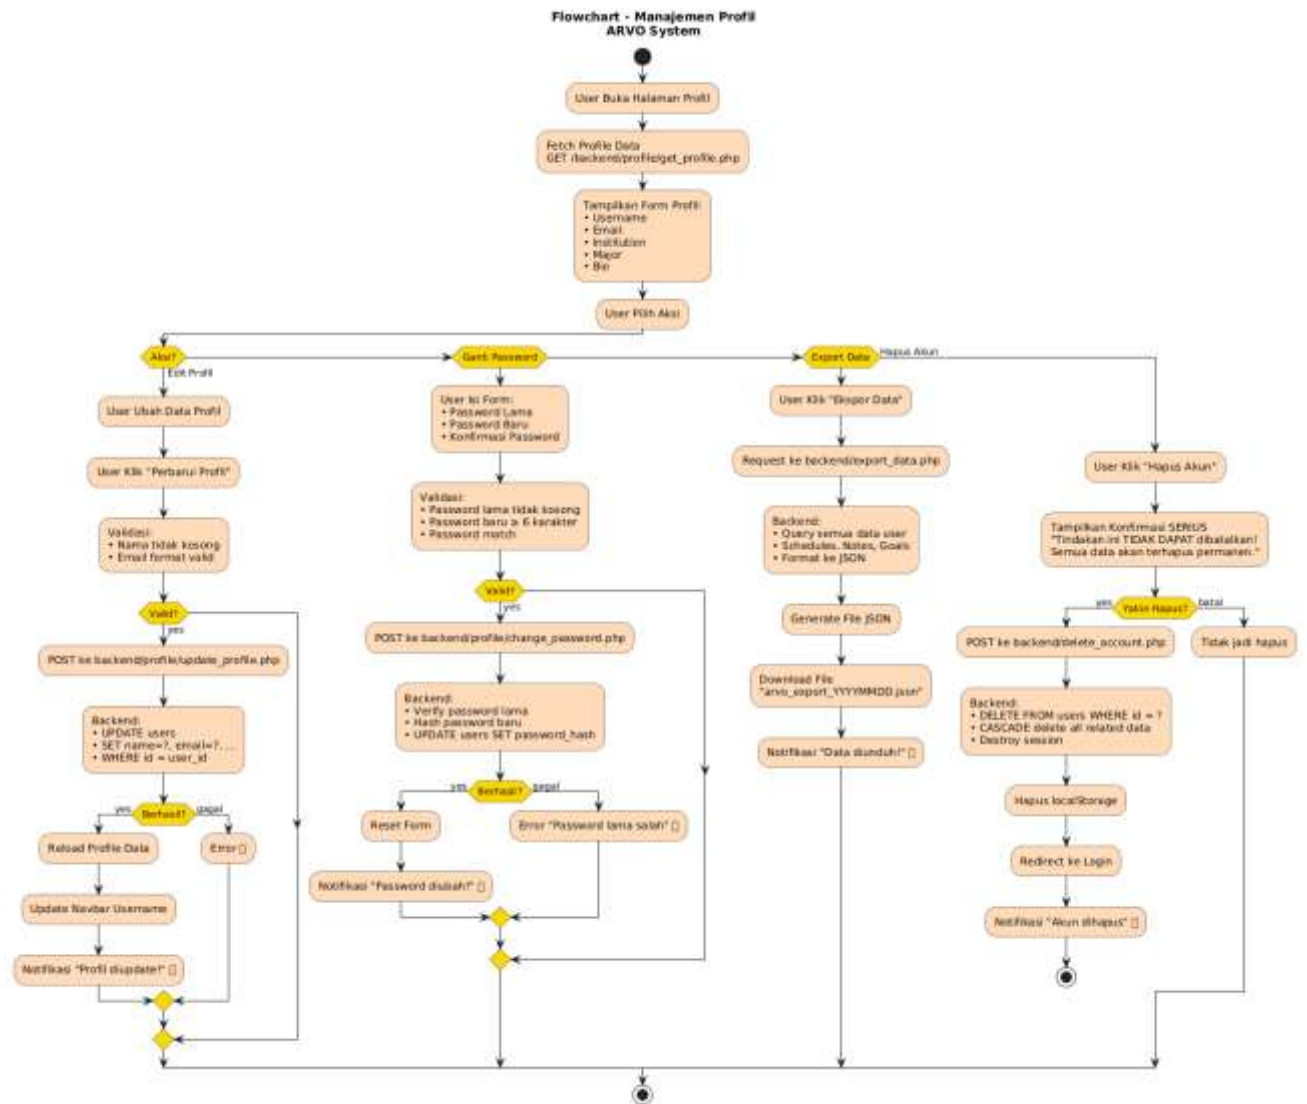 Flowchart - Manajemen Profil
ARVO System
User Buka Halaman Profil
Fetch Profile Data
GET /backend/profile/get_profile.php
Tampilkan Form Profil:
• Username
• Email
• Institution
• Major
• Bio
User Pilih Aksi
Aksi?
Edit Profil
User Ubah Data Profil
User Klik "Perbarui Profil"
Validasi:
• Nama tidak kosong
• Email format valid
Valid?
yes
POST ke backend/profile/update_profile.php
Backend:
• UPDATE users
• SET name=?, email=?....
• WHERE id = user_id
Berhasil?
yes
gagal
Reload Profile Data
Error
Update Navbar Username
Notifikasi "Profil diupdate!"
Ganti Password
User Isi Form:
• Password Lama
• Password Baru
• Konfirmasi Password
Validasi:
• Password lama tidak kosong
• Password baru ≥ 6 karakter
• Password match
Valid?
yes
POST ke backend/profile/change_password.php
Backend:
• Verify password lama
• Hash password baru
• UPDATE users SET password_hash
Berhasil?
yes
gagal
Reset Form
Error "Password lama salah"
Notifikasi "Password diubah!"
Export Data
User Klik "Ekspor Data"
Request ke backend/export_data.php
Backend:
• Query semua data user
• Schedules, Notes, Goals
• Format ke JSON
Generate File JSON
Download File
"arvo_export_YYYYMMDD.json"
Notifikasi "Data diunduh!"
Hapus Akun
User Klik "Hapus Akun"
Tampilkan Konfirmasi SERIUS
"Tindakan ini TIDAK DAPAT dibatalkan!
Semua data akan terhapus permanen."
Yakin Hapus?
yes
batal
POST ke backend/delete_account.php
Tidak jadi hapus
Backend:
• DELETE FROM users WHERE id = ?
• CASCADE delete all related data
• Destroy session
Hapus localStorage
Redirect ke Login
Notifikasi "Akun dihapus"